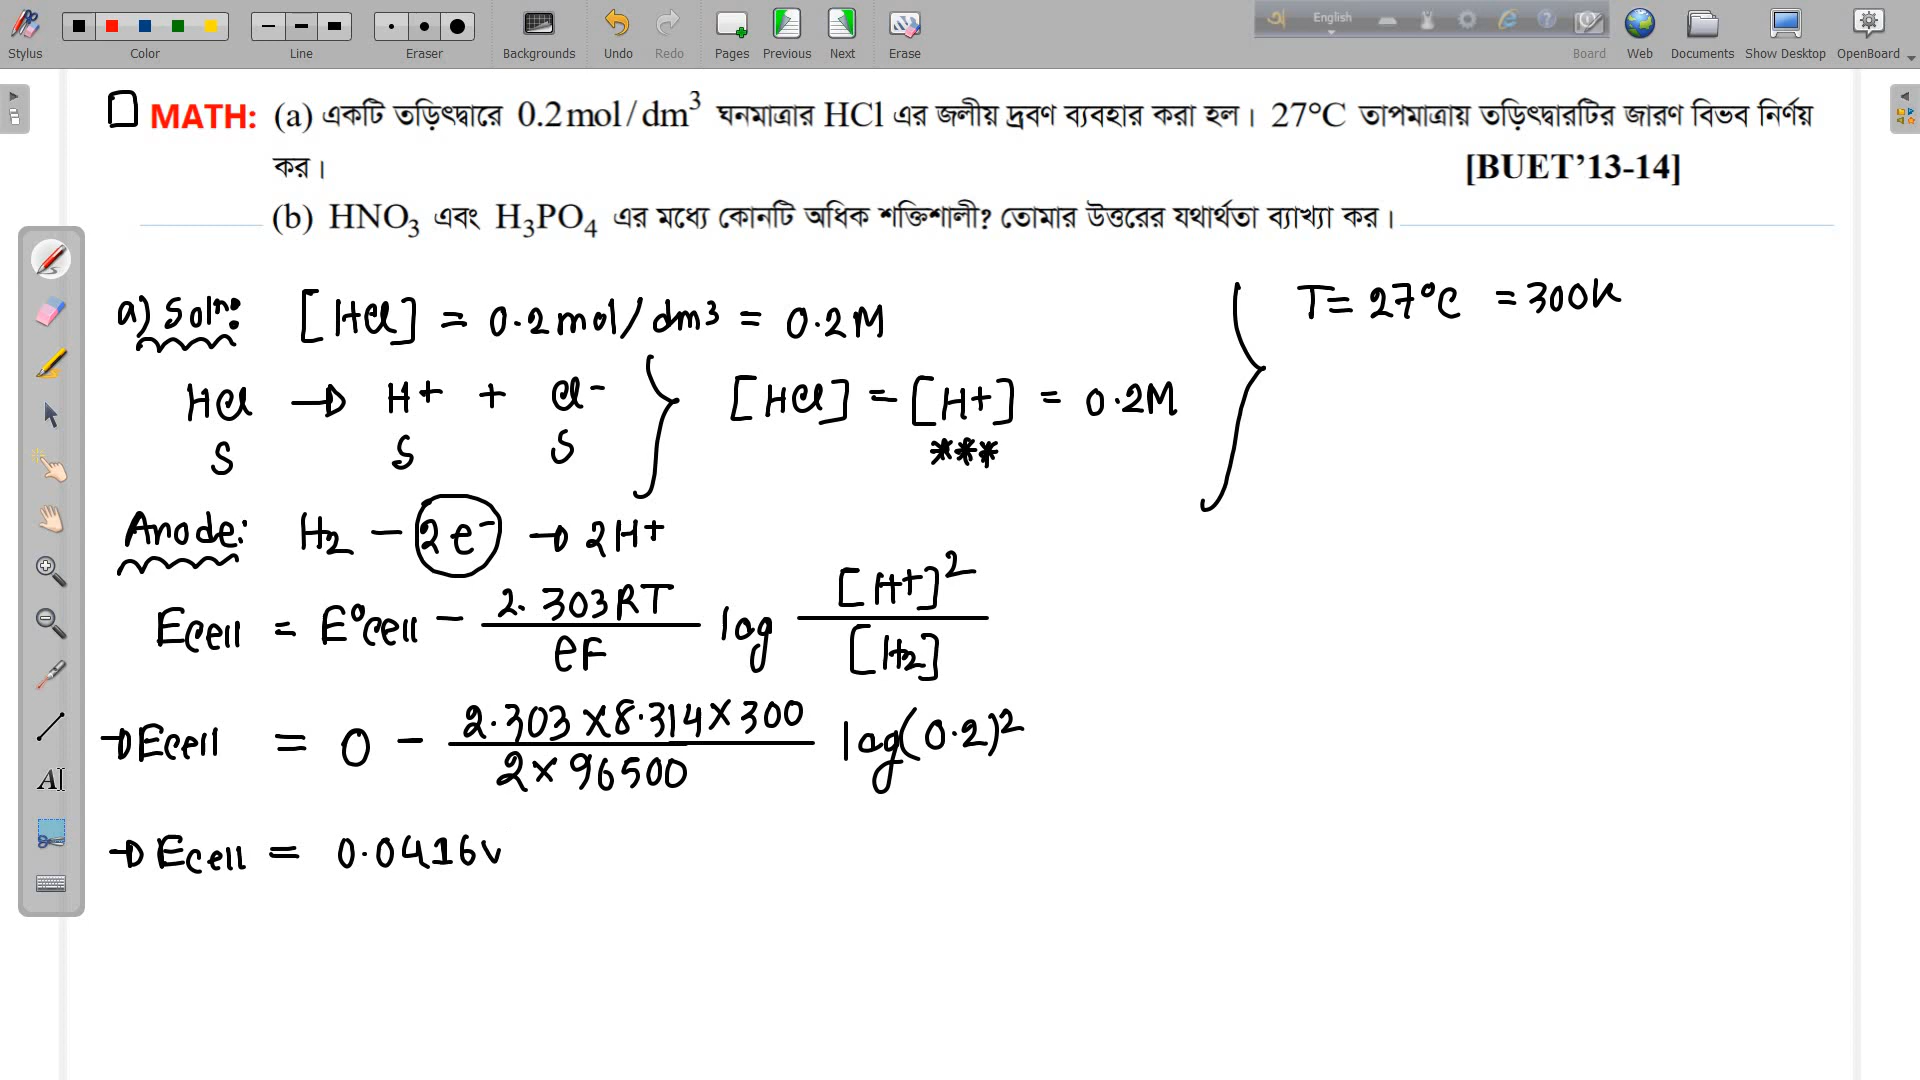 Stylus Color Line Eraser Backgrounds Undo Redo Pages Previous Next Erase English Board Web Documents Show Desktop OpenBoard
MATH: (a) একটি তড়িৎদ্বারে 0.2 mol/dm³ ঘনমাত্রার HCl এর জলীয় দ্রবণ ব্যবহার করা হল। 27°C তাপমাত্রায় তড়িৎদ্বারটির জারণ বিভব নির্ণয়
কর।
[BUET’13-14]
(b) HNO₃ এবং H₃PO₄ এর মধ্যে কোনটি অধিক শক্তিশালী? তোমার উত্তরের যথার্থতা ব্যাখ্যা কর।
a) Solⁿ: [HCl] = 0.2 mol/dm³ = 0.2M
T = 27°C = 300K
HCl → H+ + Cl- [HCl] = [H+] = 0.2M
S S S ***
Anode: H₂ - 2e⁻ → 2H+
Ecell = E°cell - 2.303RT / eF log [H+]² / [H₂]
→ Ecell = 0 - 2.303 × 8.314 × 300 / 2 × 96500 log(0.2)²
→ Ecell = 0.0416v